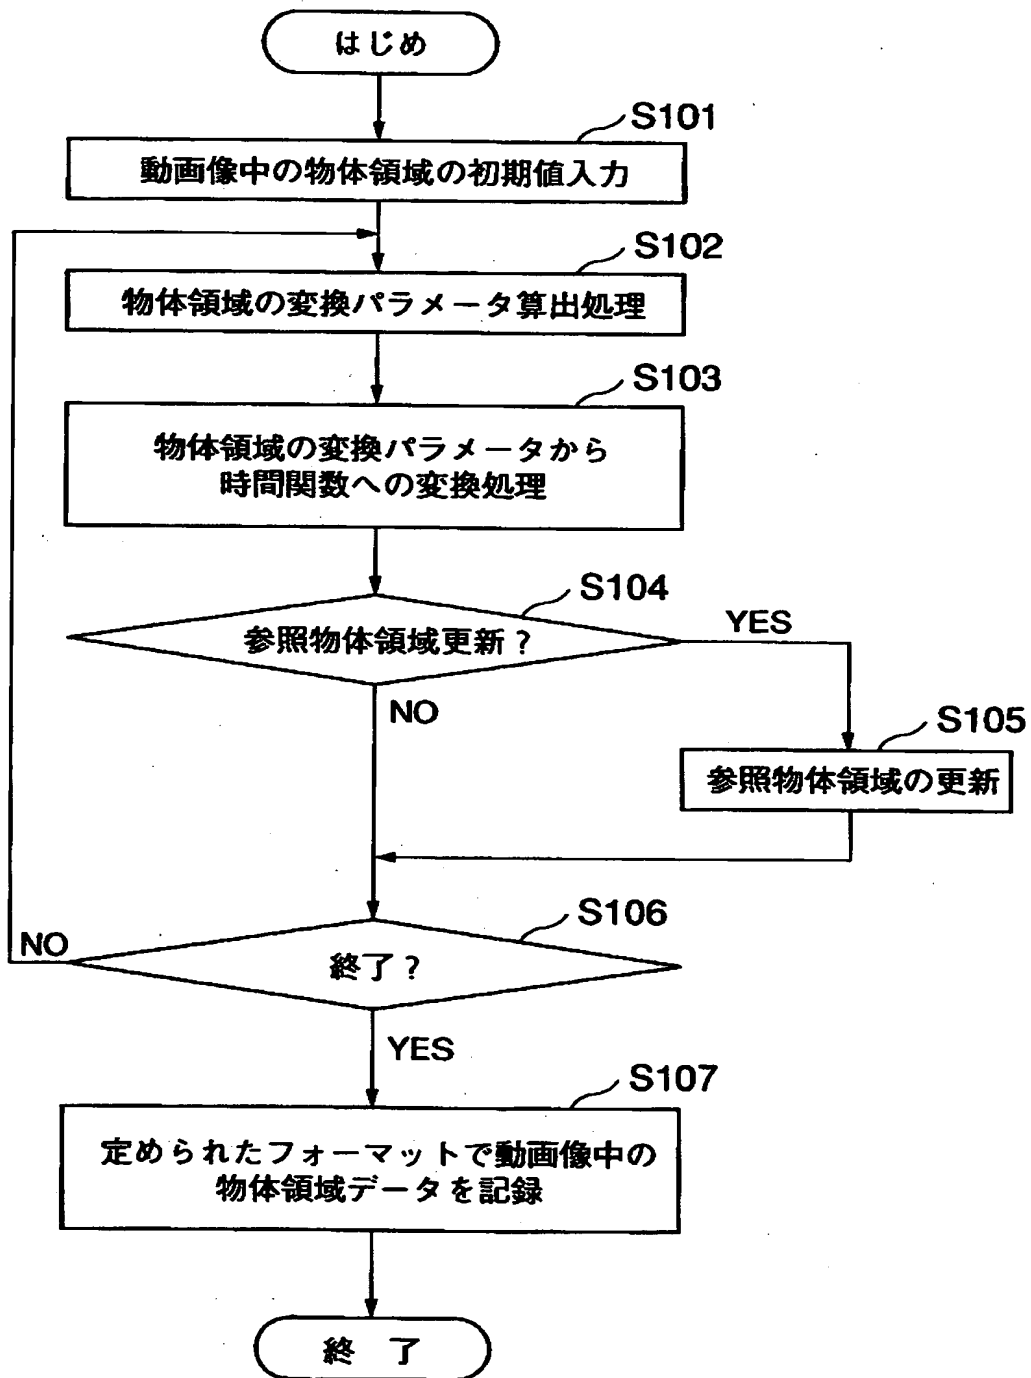 はじめ
S101
動画像中の物体領域の初期値入力
S102
物体領域の変換パラメータ算出処理
S103
物体領域の変換パラメータから
時間関数への変換処理
S104
参照物体領域更新？
YES
NO
S105
参照物体領域の更新
S106
終了？
NO
YES
S107
定められたフォーマットで動画像中の
物体領域データを記録
終 了